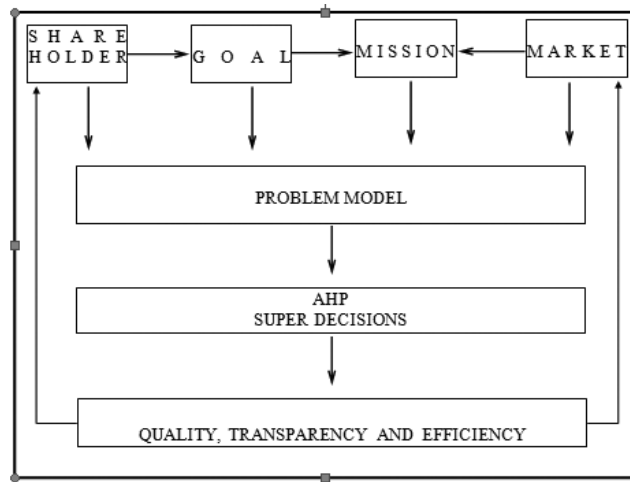 SHARE
HOLDER
GOAL
MISSION
MARKET
PROBLEM MODEL
AHP
SUPER DECISIONS
QUALITY, TRANSPARENCY AND EFFICIENCY